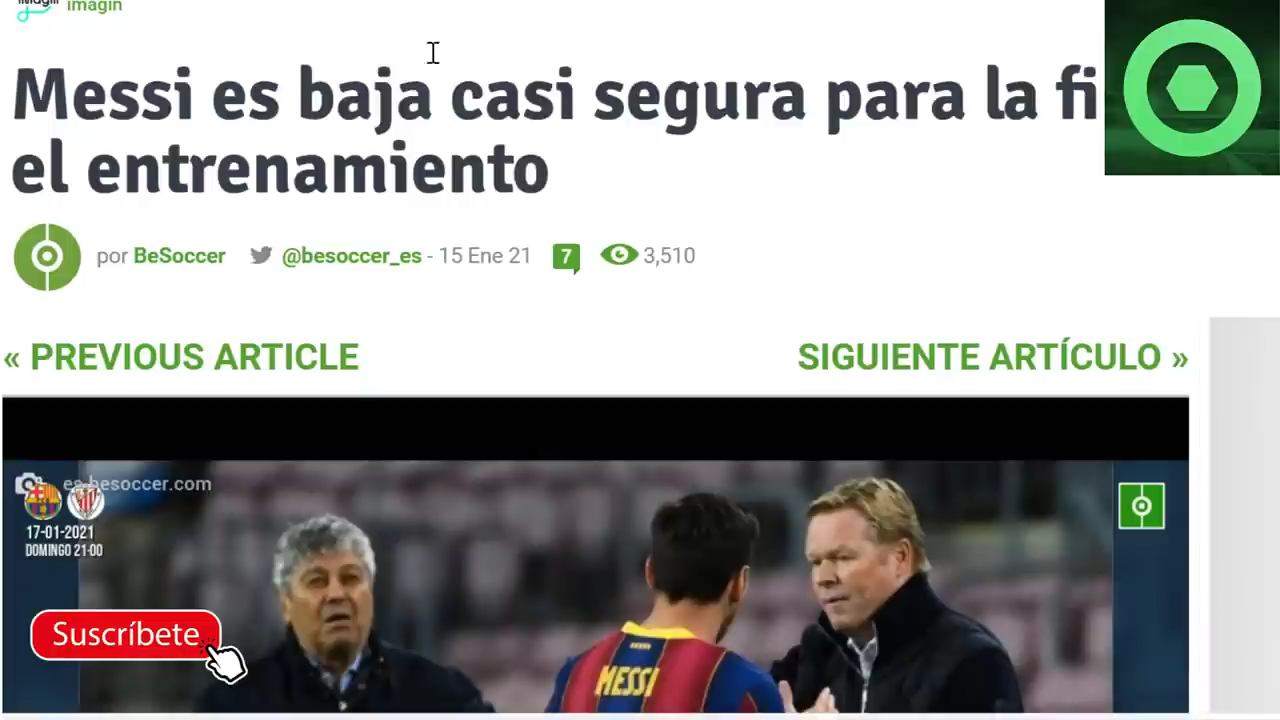 imagin
Messi es baja casi segura para la fi
el entrenamiento
por BeSoccer @besoccer_es - 15 Ene 21 7 3,510
« PREVIOUS ARTICLE SIGUIENTE ARTÍCULO »
es.besoccer.com
17-01-2021
DOMINGO 21:00
Suscríbete
MESSI